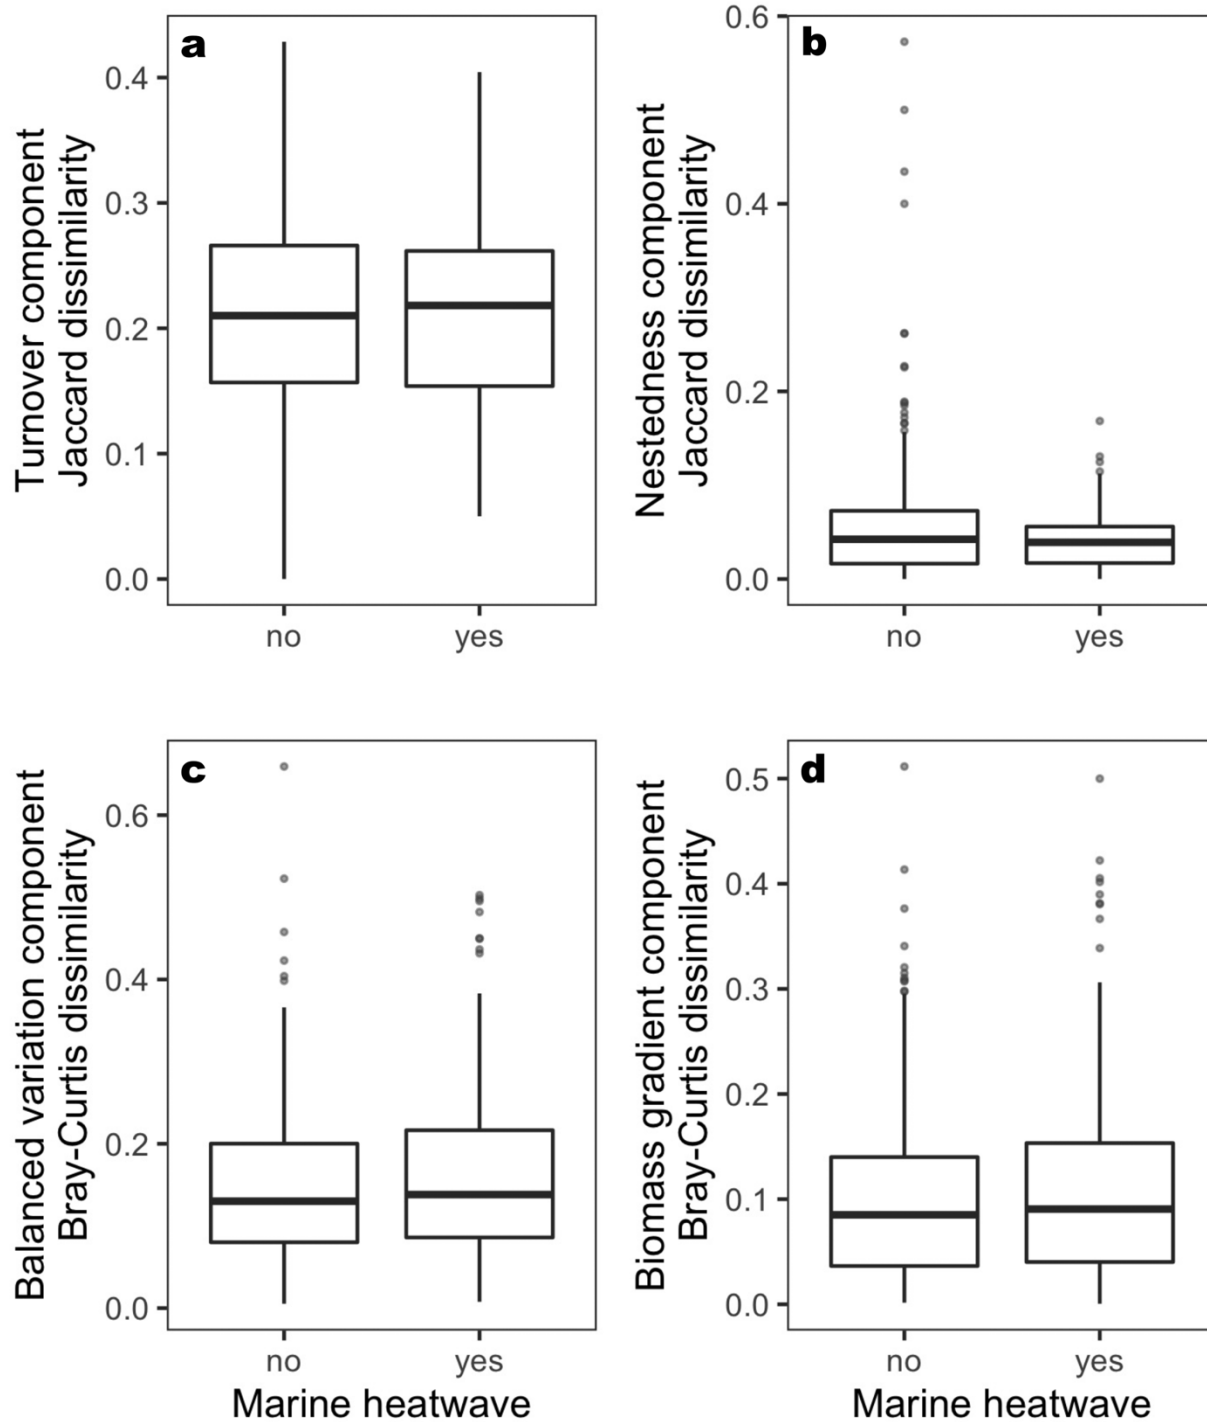 a
Turnover component
Jaccard dissimilarity
0.4
0.3
0.2
0.1
0.0
no yes
b
Nestedness component
Jaccard dissimilarity
0.6
0.4
0.2
0.0
no yes
c
Balanced variation component
Bray-Curtis dissimilarity
0.6
0.4
0.2
0.0
no yes
Marine heatwave
d
Biomass gradient component
Bray-Curtis dissimilarity
0.5
0.4
0.3
0.2
0.1
0.0
no yes
Marine heatwave